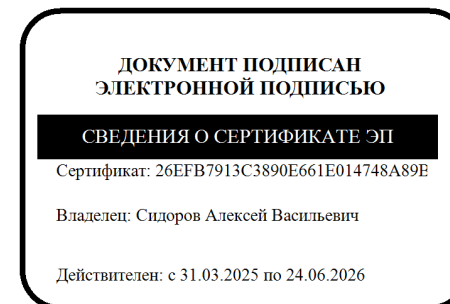 ДОКУМЕНТ ПОДПИСАН
ЭЛЕКТРОННОЙ ПОДПИСЬЮ
СВЕДЕНИЯ О СЕРТИФИКАТЕ ЭП
Сертификат: 26EFB7913C3890E661E014748A89B
Владелец: Сидоров Алексей Васильевич
Действителен: с 31.03.2025 по 24.06.2026